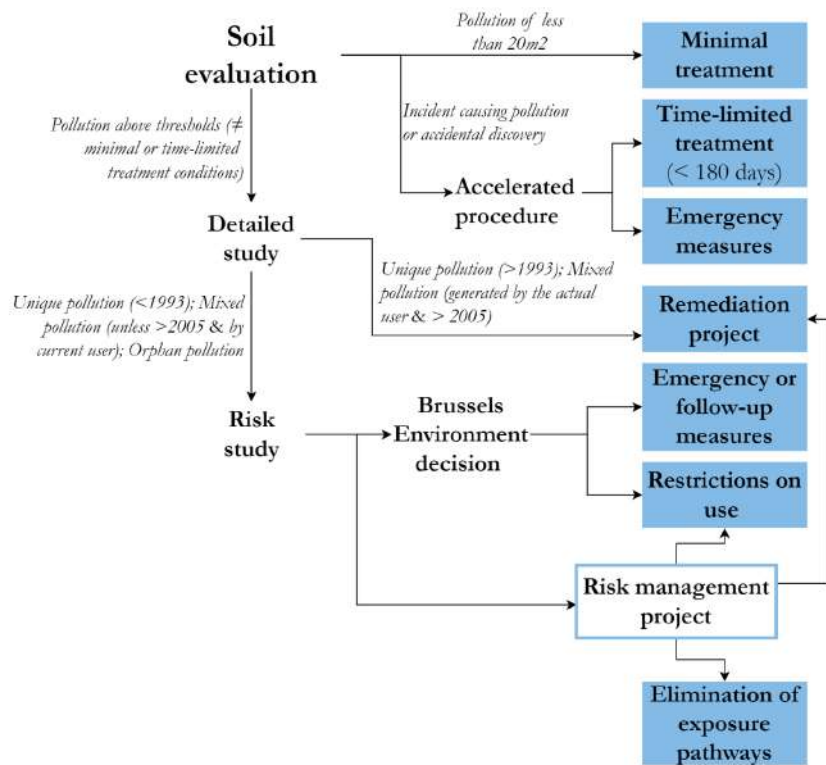 Soil
evaluation
Pollution of less
than 20m2
Minimal
treatment
Pollution above thresholds (≠
minimal or time-limited
treatment conditions)
Incident causing pollution
or accidental discovery
Time-limited
treatment
(< 180 days)
Accelerated
procedure
Emergency
measures
Detailed
study
Unique pollution (>1993); Mixed
pollution (generated by the actual
user & > 2005)
Remediation
project
Unique pollution (<1993); Mixed
pollution (unless >2005 & by
current user); Orphan pollution
Risk
study
Brussels
Environment
decision
Emergency or
follow-up
measures
Restrictions on
use
Risk management
project
Elimination of
exposure
pathways